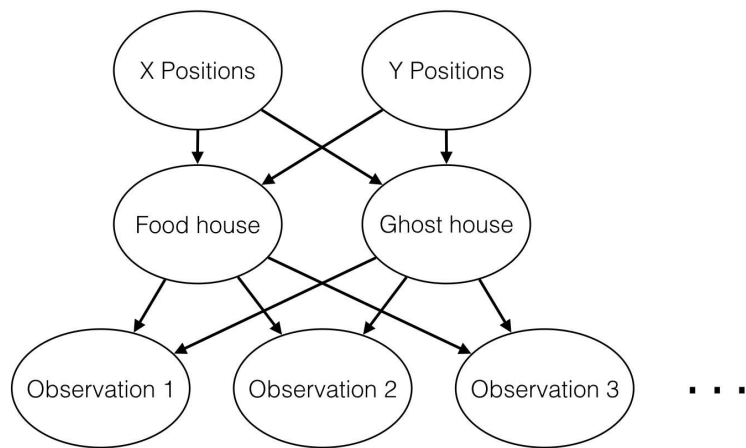 X Positions
Y Positions
Food house
Ghost house
Observation 1
Observation 2
Observation 3
. . .